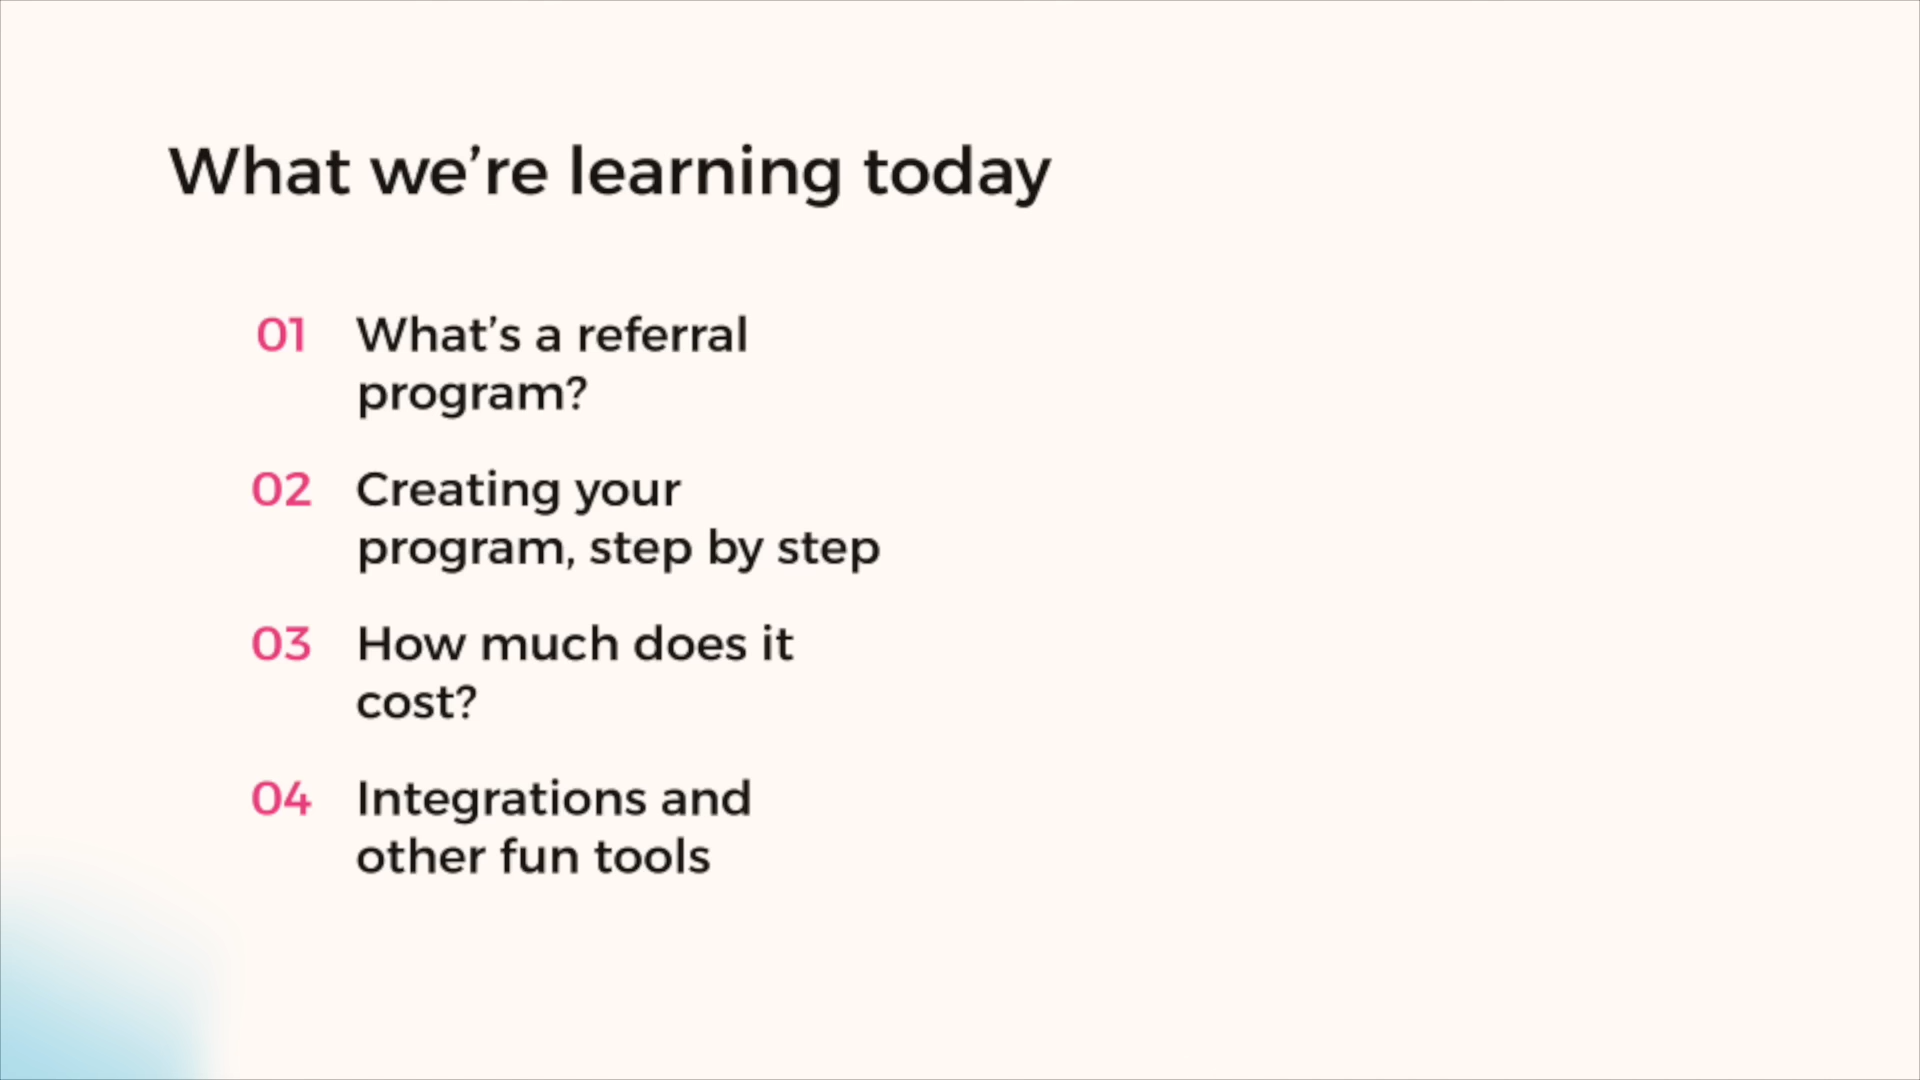 What we’re learning today
01 What’s a referral
program?
02 Creating your
program, step by step
03 How much does it
cost?
04 Integrations and
other fun tools